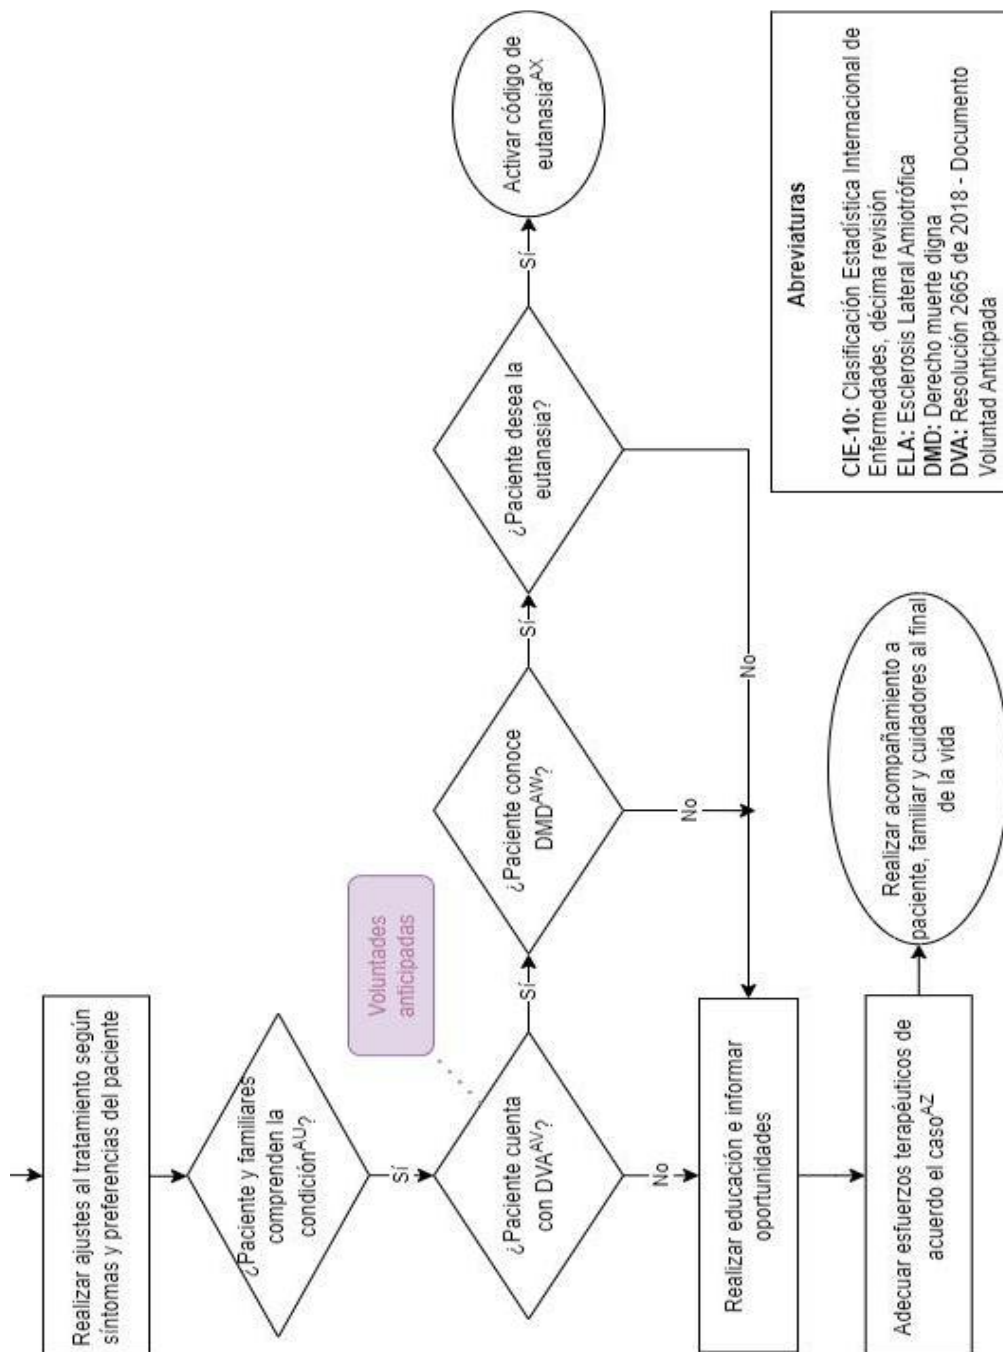 Realizar ajustes al tratamiento según
síntomas y preferencias del paciente
¿Paciente y familiares
comprenden la
condiciónAU?
Sí
Voluntades
anticipadas
¿Paciente cuenta
con DVAAV?
Sí
¿Paciente conoce
DMDAW?
Sí
¿Paciente desea la
eutanasia?
Sí
Activar código de
eutanasiaAX
No
No
No
Realizar educación e informar
oportunidades
Adecuar esfuerzos terapéuticos de
acuerdo el casoAZ
Realizar acompañamiento a
paciente, familiar y cuidadores al final
de la vida
Abreviaturas
CIE-10: Clasificación Estadística Internacional de
Enfermedades, décima revisión
ELA: Esclerosis Lateral Amiotrófica
DMD: Derecho muerte digna
DVA: Resolución 2665 de 2018 - Documento
Voluntad Anticipada